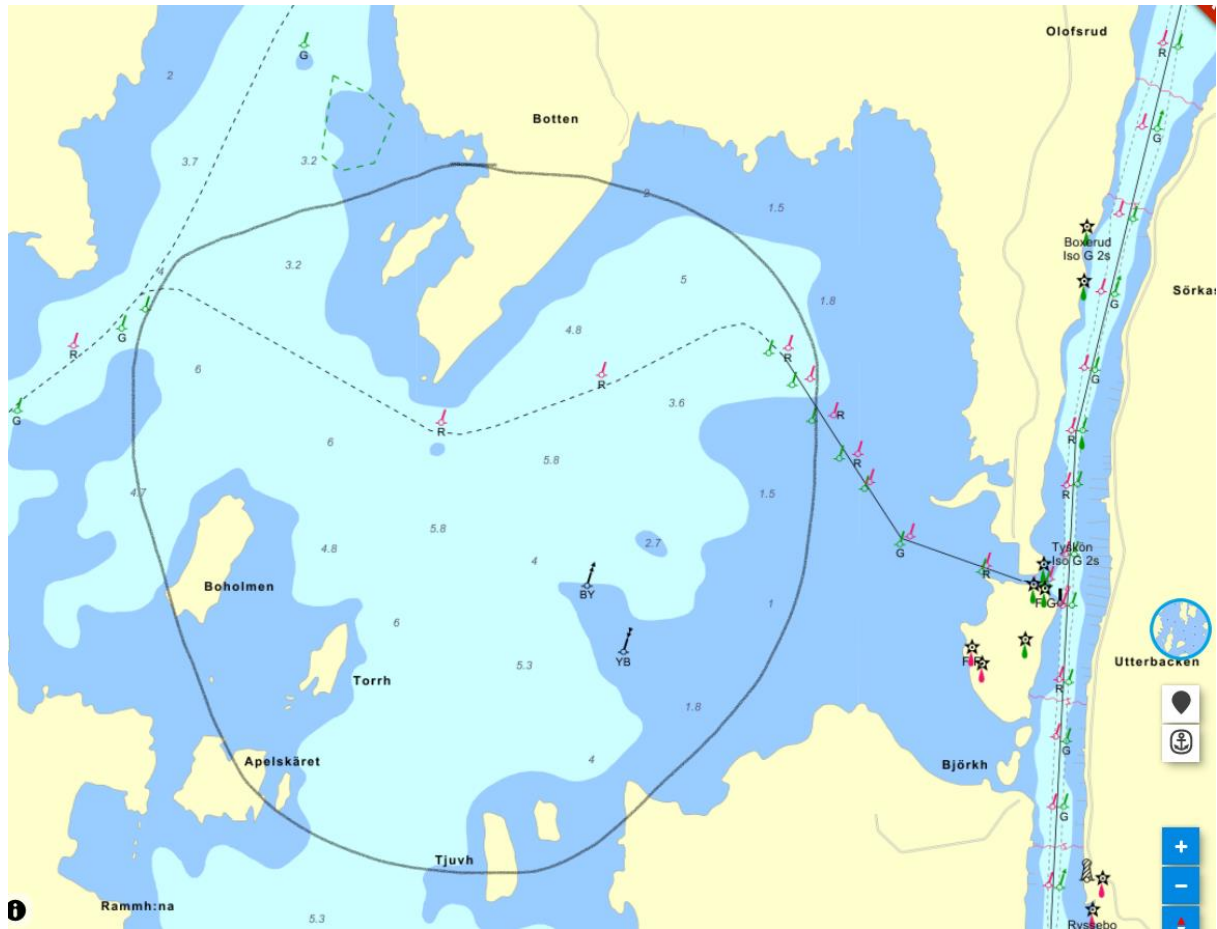 Olofsrud
R
G
2
Botten
G
3.7
3.2
2
1.5
Boxerud
Iso G 2s
4
3.2
5
1.8
Sörkas
G
G
R
4.8
R
6
R
3.6
G
R
G
R
R
6
5.8
R
4.7
1.5
R
5.8
4.8
4
2.7
G
Tyskön
Iso G 2s
R
Boholmen
BY
1
F G
6
5.3
YB
Utterbacken
Torrh
R
1.8
Apelskäret
4
Björkh
G
G
Tjuvh
Rammh:na
5.3
Ryssebo
+
−
i